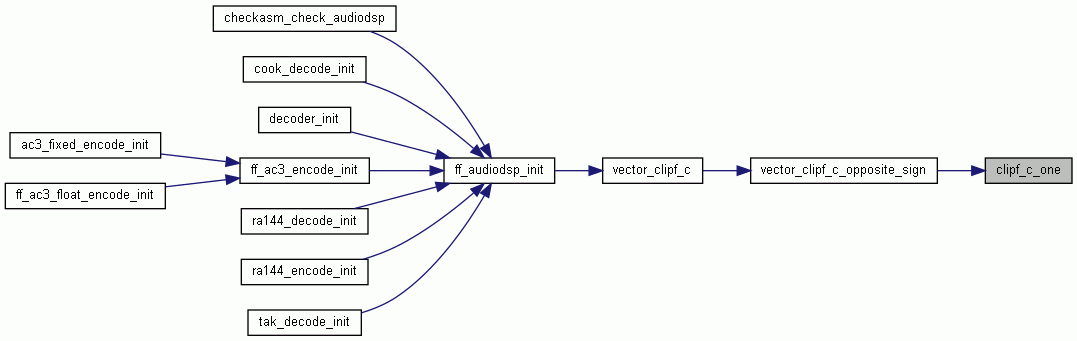 checkasm_check_audiodsp
cook_decode_init
decoder_init
ac3_fixed_encode_init
ff_ac3_encode_init
ff_audiodsp_init
vector_clipf_c
vector_clipf_c_opposite_sign
clipf_c_one
ff_ac3_float_encode_init
ra144_decode_init
ra144_encode_init
tak_decode_init